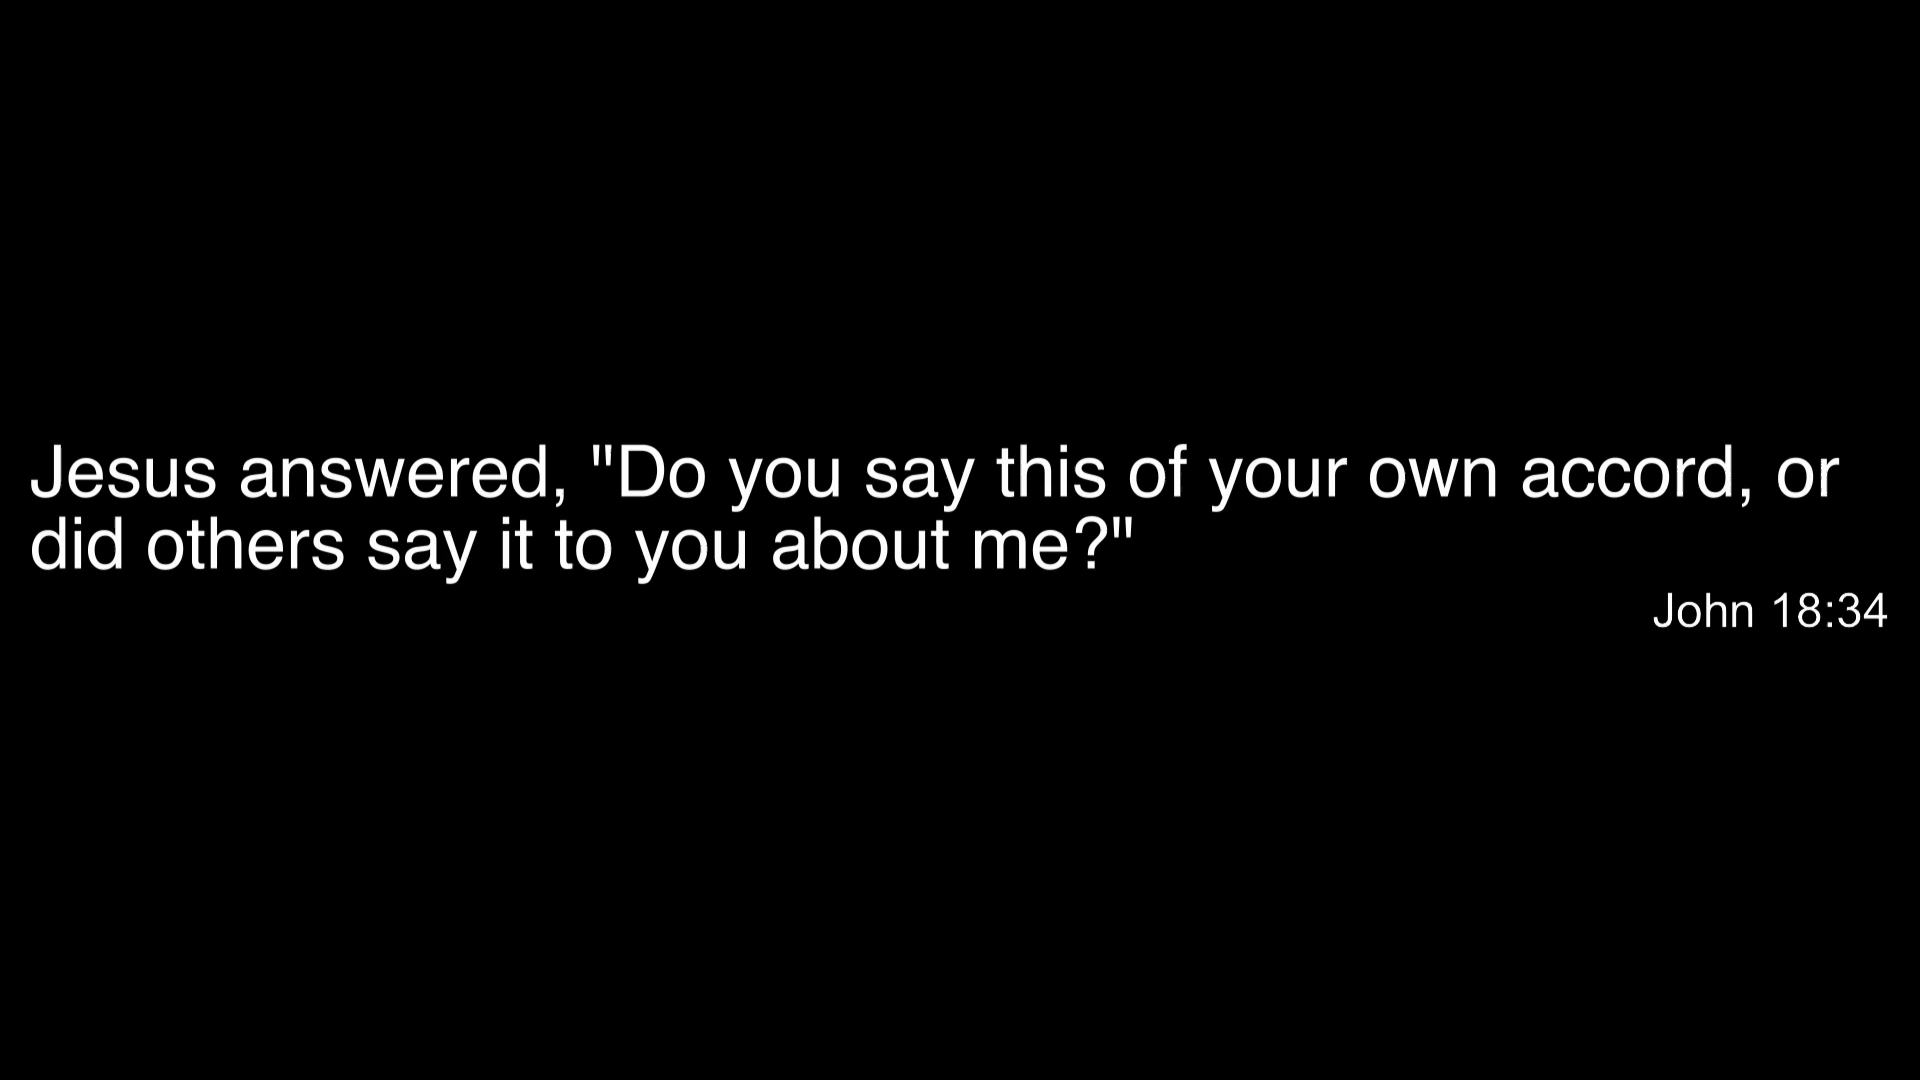 Jesus answered, "Do you say this of your own accord, or
did others say it to you about me?"
John 18:34